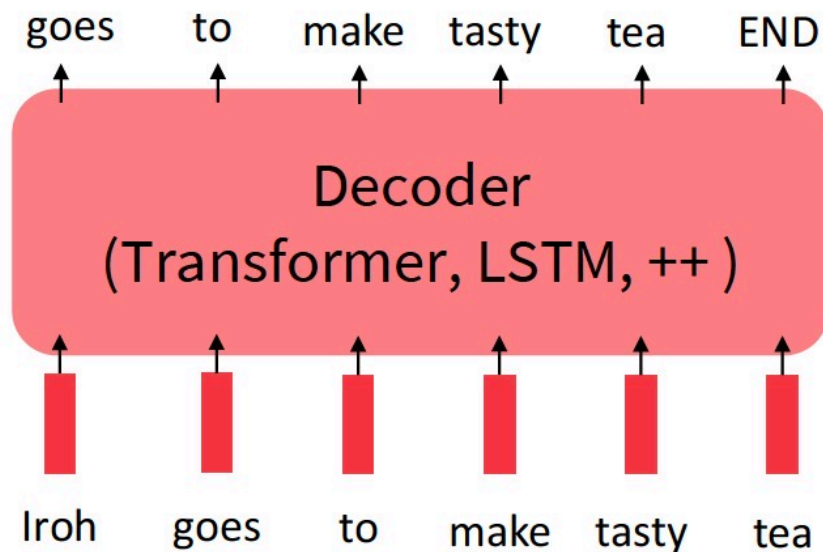 goes to make tasty tea END
Decoder
(Transformer, LSTM, ++ )
Iroh goes to make tasty tea